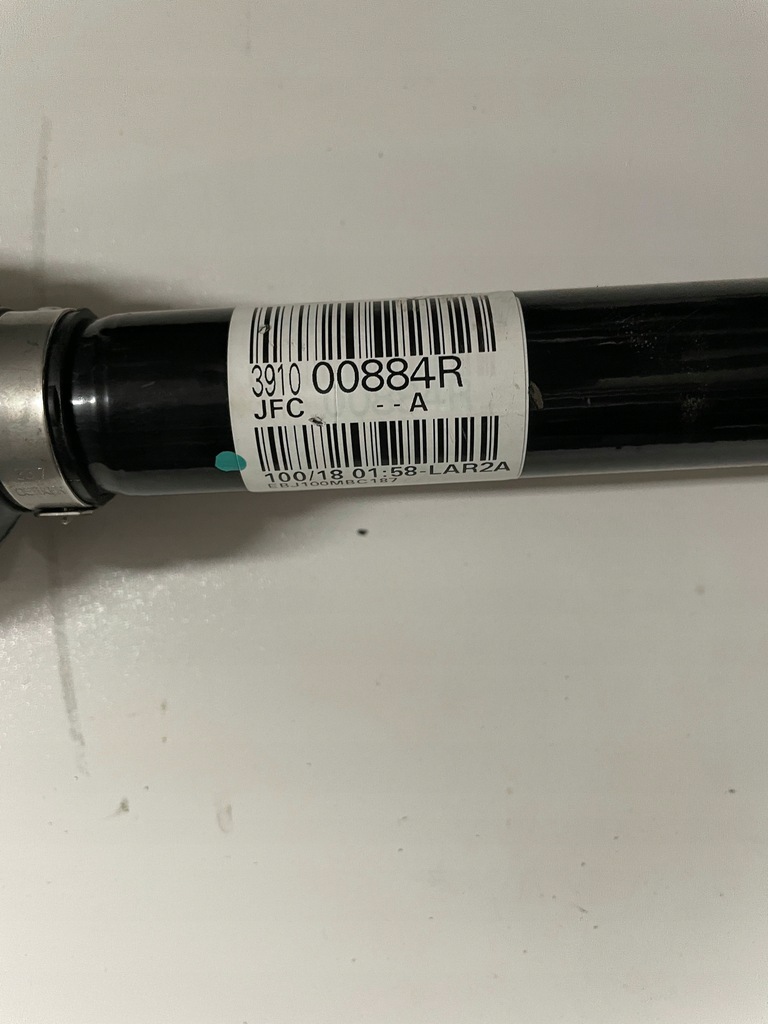 3910 00884R
JFC - - A
100/18 01:58-LAR2A
EBJ100MBC187